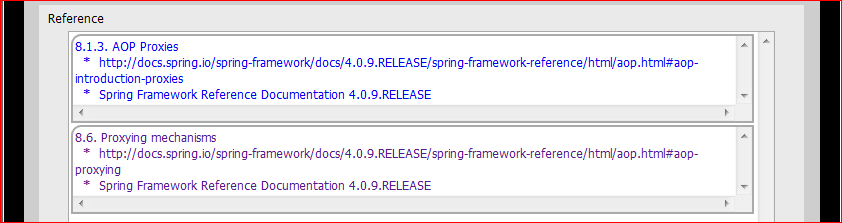 Reference
8.1.3. AOP Proxies
* http://docs.spring.io/spring-framework/docs/4.0.9.RELEASE/spring-framework-reference/html/aop.html#aop-
introduction-proxies
* Spring Framework Reference Documentation 4.0.9.RELEASE
8.6. Proxying mechanisms
* http://docs.spring.io/spring-framework/docs/4.0.9.RELEASE/spring-framework-reference/html/aop.html#aop-
proxying
* Spring Framework Reference Documentation 4.0.9.RELEASE